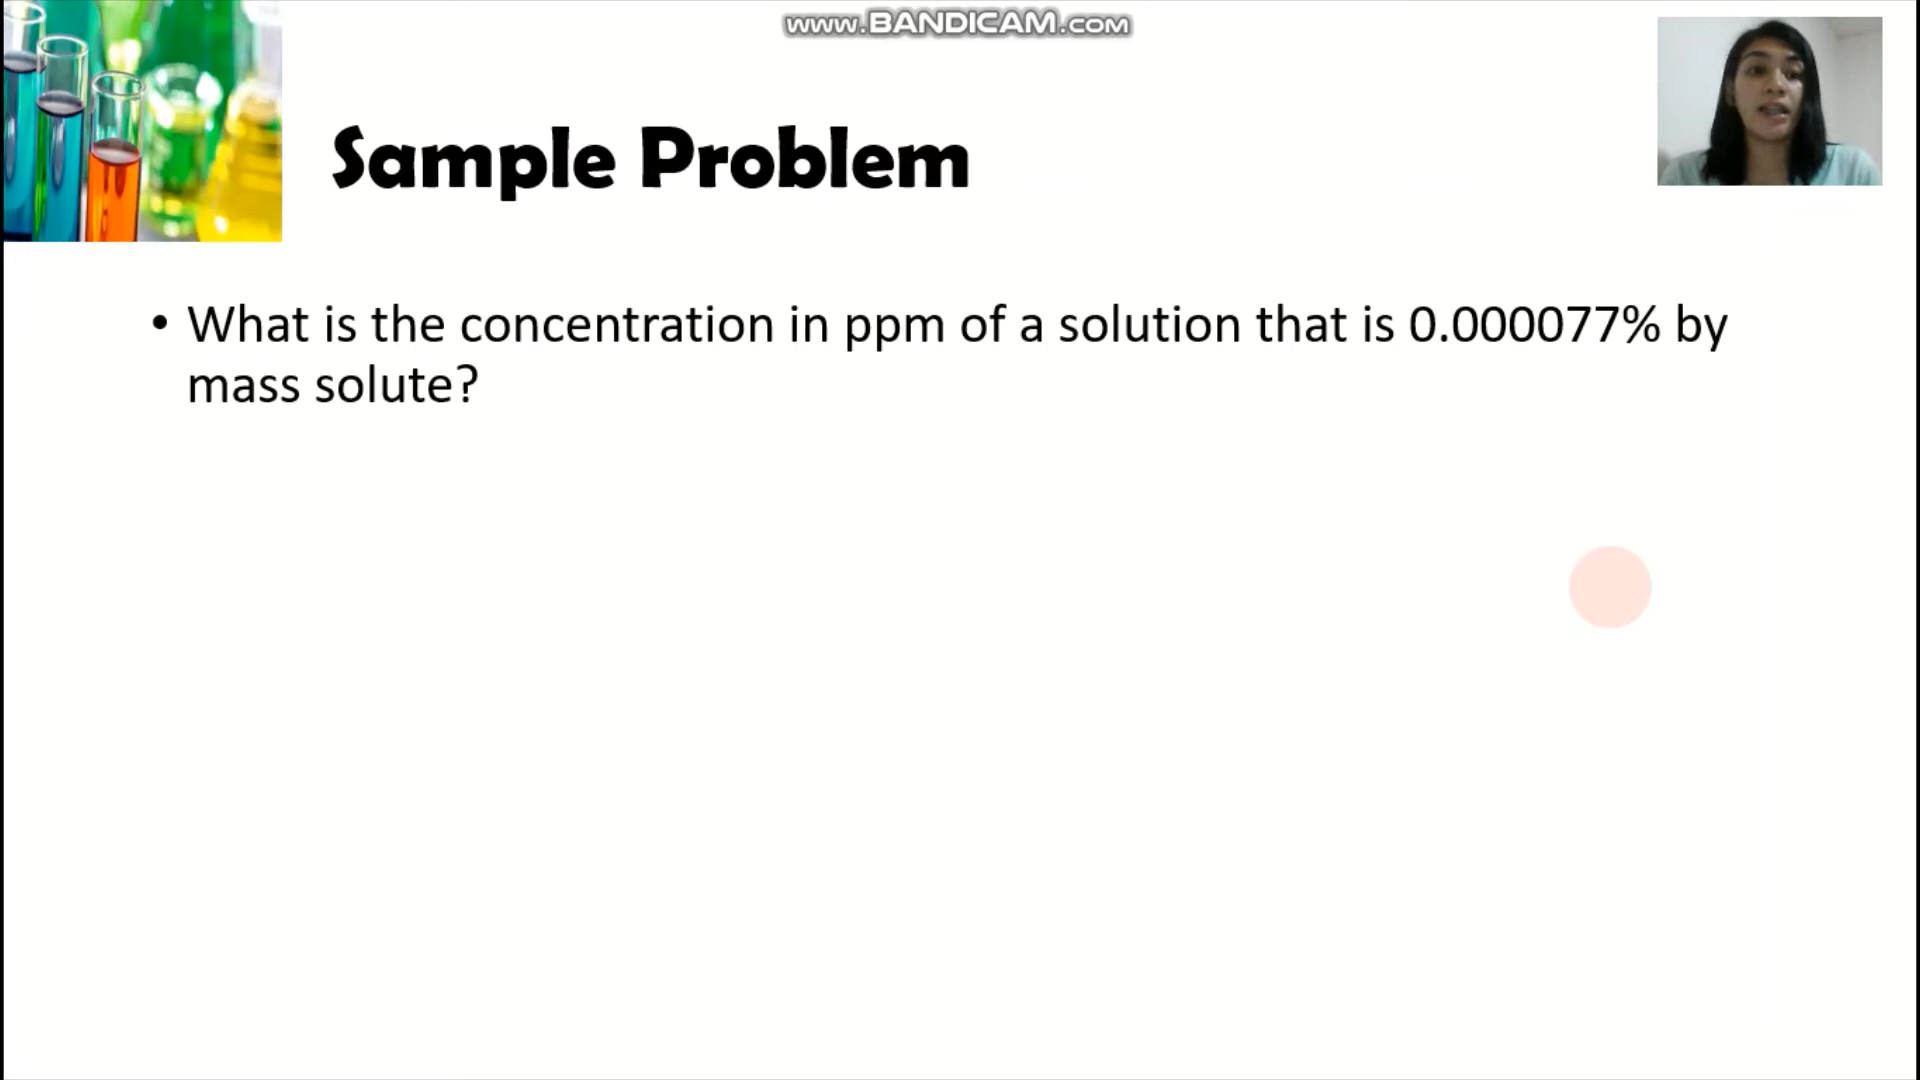 www.BANDICAM.com
Sample Problem
• What is the concentration in ppm of a solution that is 0.000077% by
mass solute?